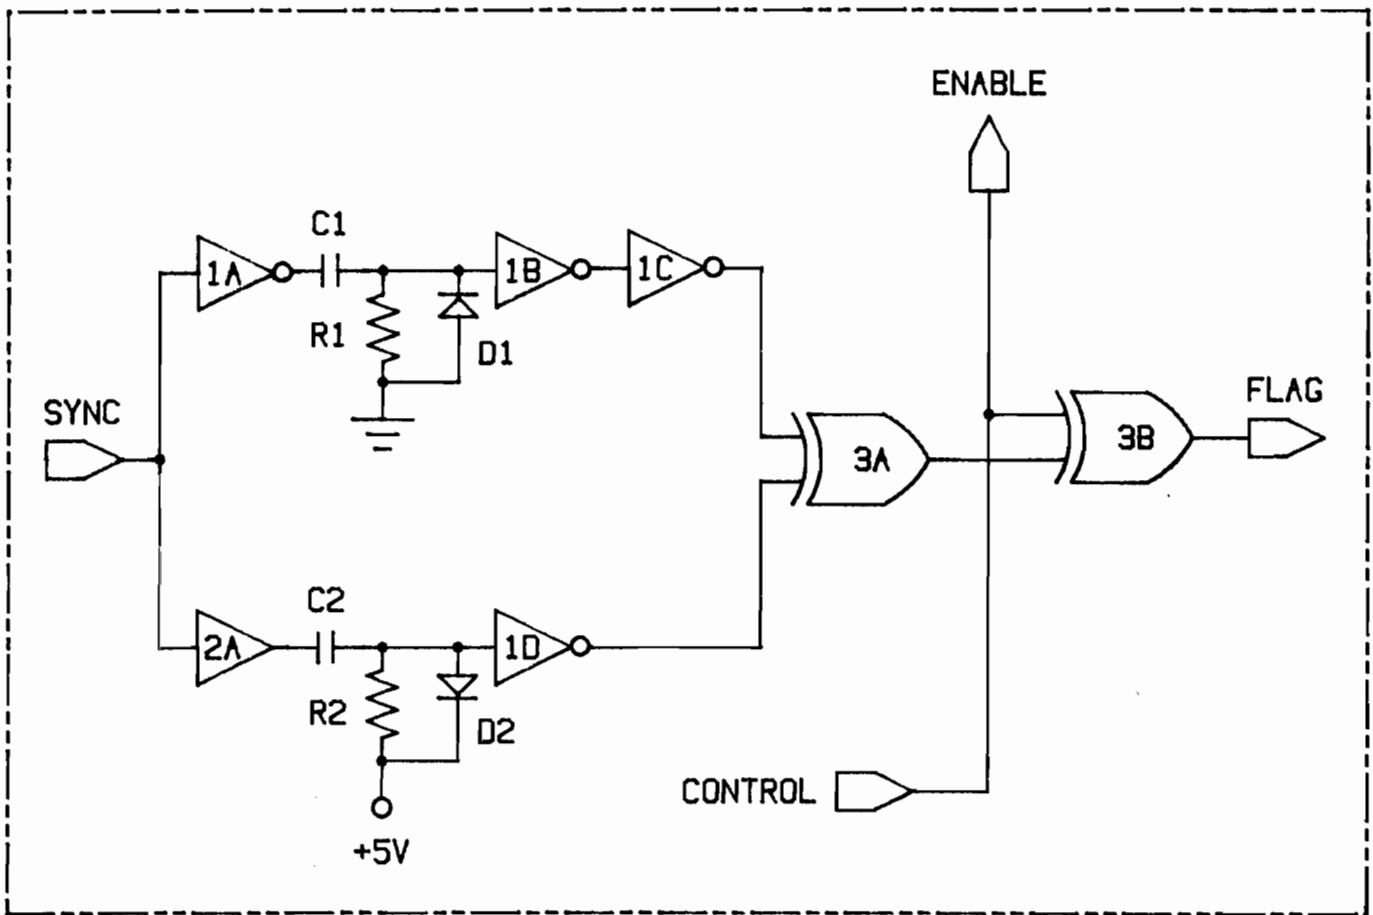 ENABLE
C1
1A
1B
1C
R1
D1
SYNC
FLAG
3A
3B
C2
2A
1D
R2
D2
CONTROL
+5V